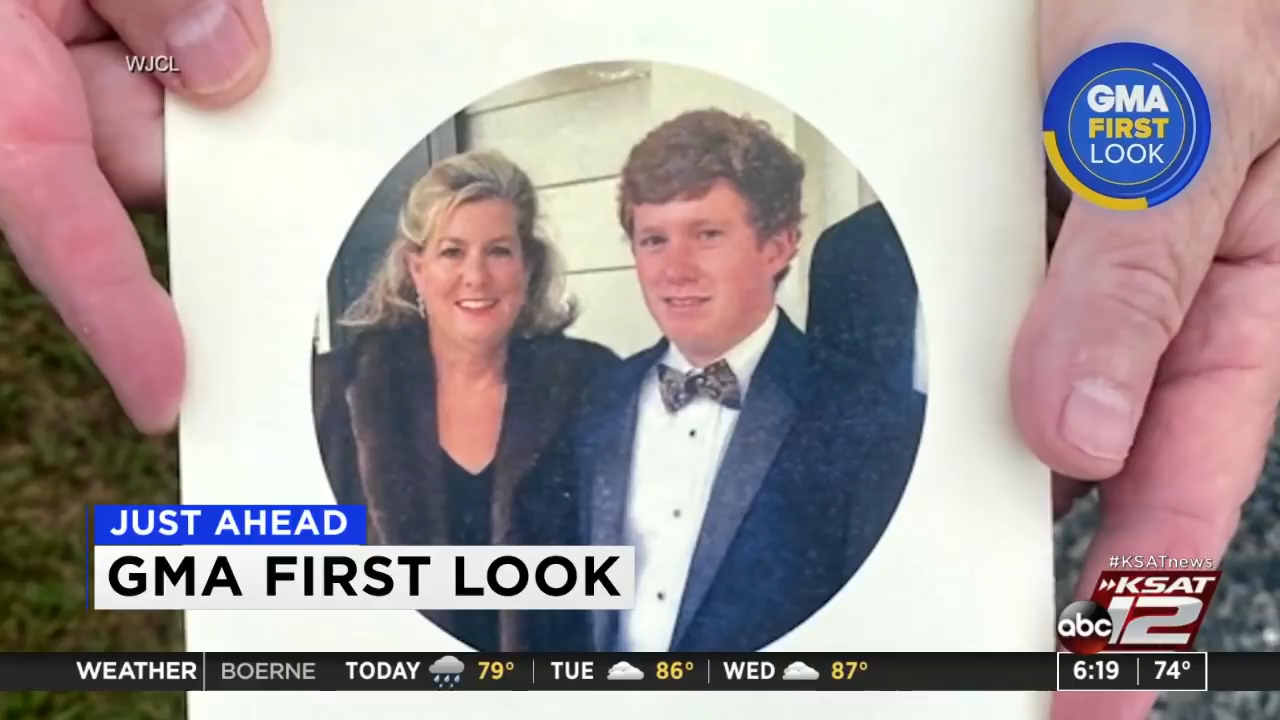 WJCL
GMA
FIRST
LOOK
JUST AHEAD
GMA FIRST LOOK
#KSATnews
KSAT
abc 12
WEATHER BOERNE TODAY 79° TUE 86° WED 87° 6:19 74°